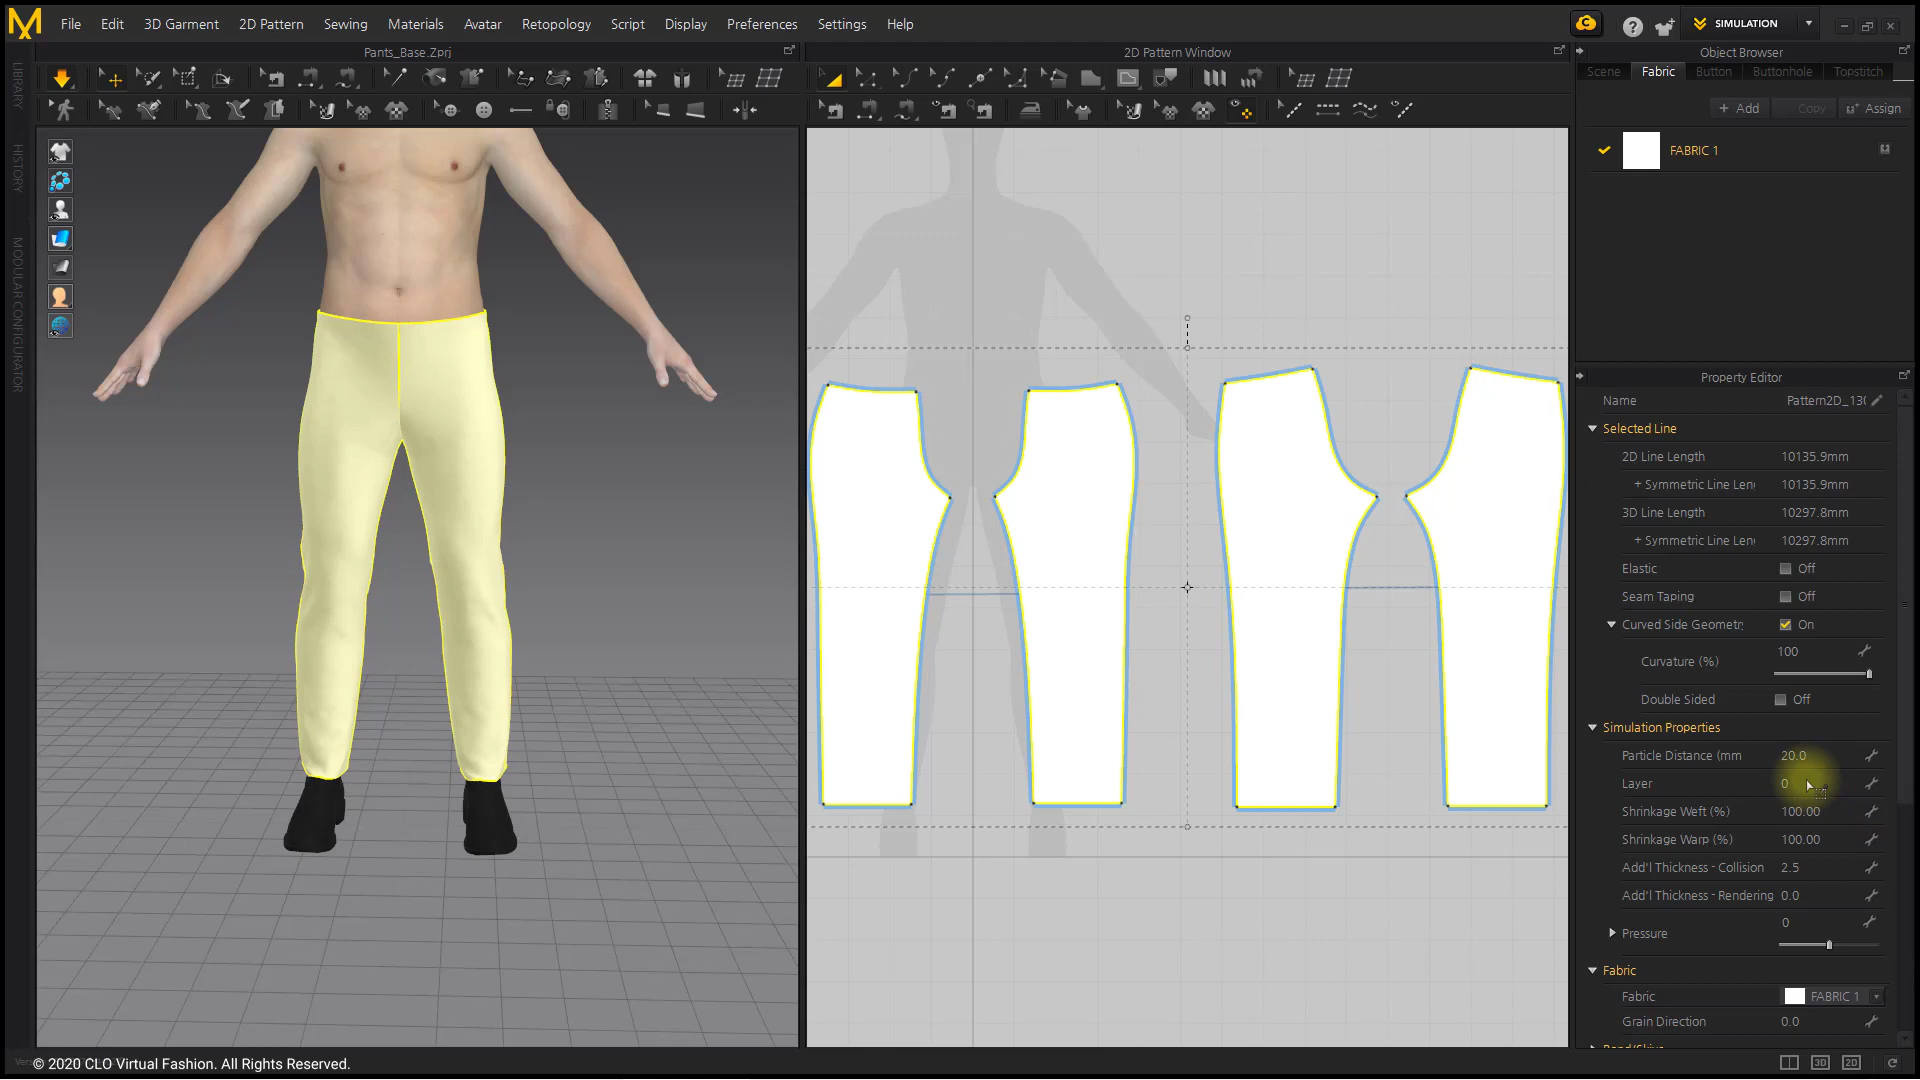 File Edit 3D Garment 2D Pattern Sewing Materials Avatar Retopology Script Display Preferences Settings Help
SIMULATION
Pants_Base.Zprj
2D Pattern Window
Object Browser
Scene Fabric Button Buttonhole Topstitch
+ Add Copy Assign
FABRIC 1
LIBRARY
HISTORY
MODULAR CONFIGURATOR
Property Editor
Name Pattern2D_130
Selected Line
2D Line Length 10135.9mm
+ Symmetric Line Len 10135.9mm
3D Line Length 10297.8mm
+ Symmetric Line Len 10297.8mm
Elastic Off
Seam Taping Off
Curved Side Geometr On
Curvature (%) 100
Double Sided Off
Simulation Properties
Particle Distance (mm 20.0
Layer 0
Shrinkage Weft (%) 100.00
Shrinkage Warp (%) 100.00
Add'l Thickness - Collision 2.5
Add'l Thickness - Rendering 0.0
Pressure 0
Fabric
Fabric FABRIC 1
Grain Direction 0.0
© 2020 CLO Virtual Fashion. All Rights Reserved.
3D 2D